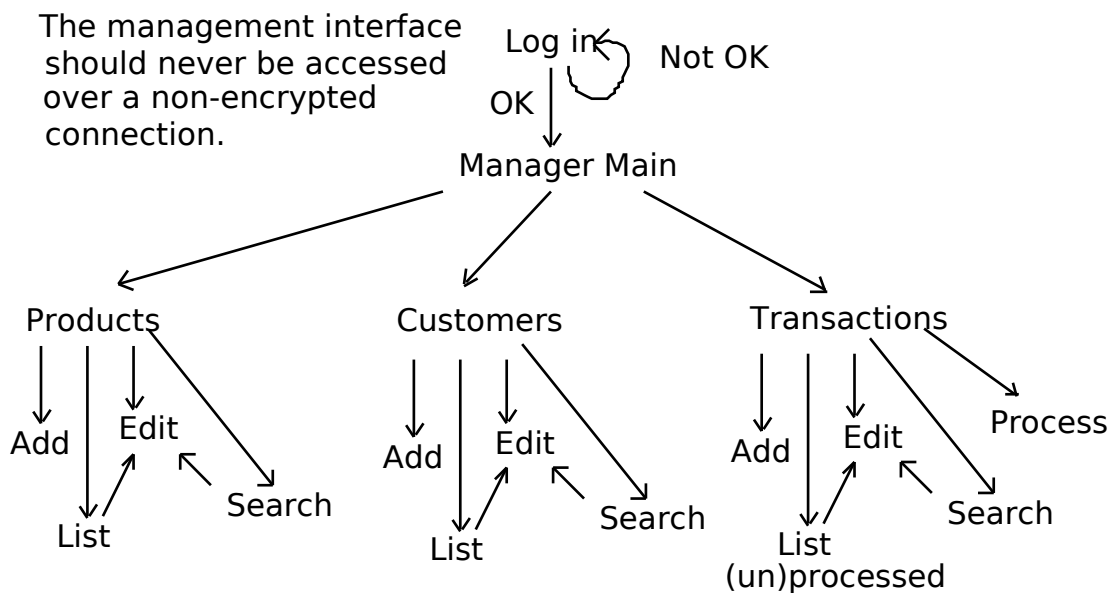 The management interface
should never be accessed
over a non-encrypted
connection.
Log in
Not OK
OK
Manager Main
Products
Customers
Transactions
Add
List
Edit
Search
Add
List
Edit
Search
Add
List
(un)processed
Edit
Search
Process